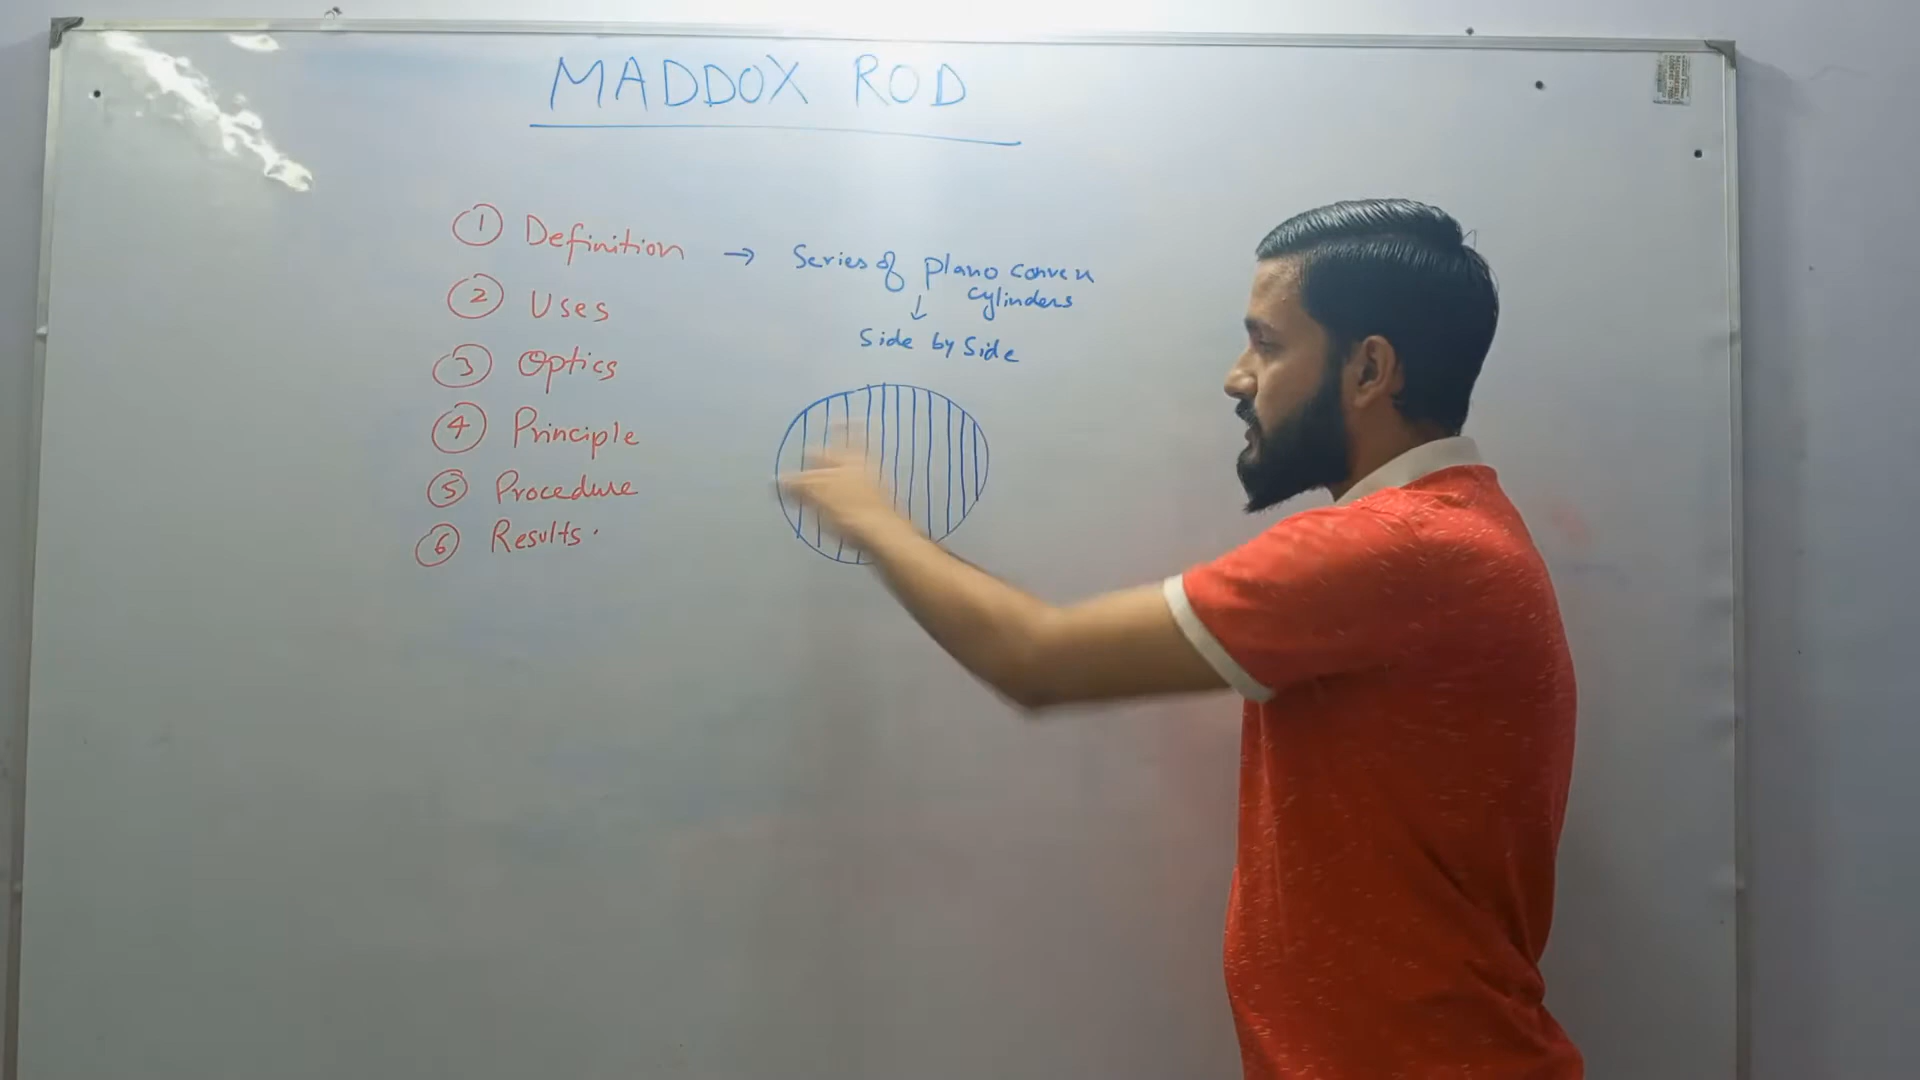 MADDOX ROD
① Definition → Series of plano convex
cylinders
↓
Side by Side
② Uses
③ Optics
④ Principle
⑤ Procedure
⑥ Results.